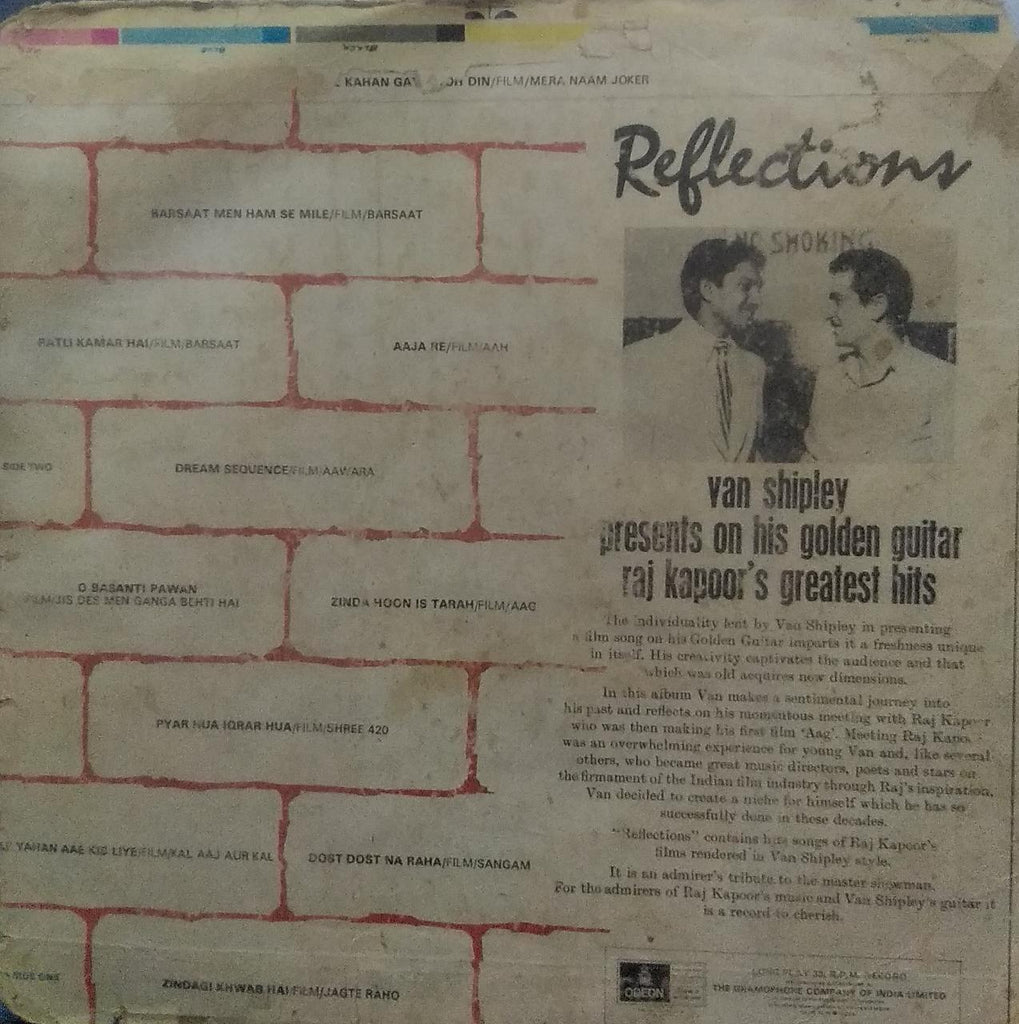 KAHAN GA DIN/FILM/MERA NAAM JOKER
BARSAAT MEN HAM SE MILE/FILM/BARSAAT
PATLI KAMAR HAI/FILM/BARSAAT
AAJA RE/FILM/AAH
SIDE TWO
DREAM SEQUENCE/FILM/AAWARA
O BASANTI PAWAN
FILM/JIS DES MEN GANGA BEHTI HAI
ZINDA HOON IS TARAH/FILM/AAG
PYAR HUA IQRAR HUA/FILM/SHREE 420
YAHAN AAE KIS LIYE/FILM/KAL AAJ AUR KAL
DOST DOST NA RAHA/FILM/SANGAM
SIDE ONE
ZINDAGI KHWAB HAI/FILM/JAGTE RAHO
Reflections
NO SMOKING
van shipley
presents on his golden guitar
raj kapoor's greatest hits
The individuality lent by Van Shipley in presenting
a film song on his Golden Guitar imparts it a freshness unique
in itself. His creativity captivates the audience and that
which was old acquires new dimensions.
In this album Van makes a sentimental journey into
his past and reflects on his momentous meeting with Raj Kapoor
who was then making his first film 'Aag'. Meeting Raj Kapoo
was an overwhelming experience for young Van and, like several
others, who became great music directors, poets and stars on
the firmament of the Indian film industry through Raj's inspiration,
Van decided to create a niche for himself which he has so
successfully done in these decades.
"Reflections" contains hits songs of Raj Kapoor's
films rendered in Van Shipley style.
It is an admirer's tribute to the master showman.
For the admirers of Raj Kapoor's music and Van Shipley's guitar it
is a record to cherish.
ODEON
LONG PLAY 33⅓ R.P.M. RECORD
THE GRAMOPHONE COMPANY OF INDIA LIMITED